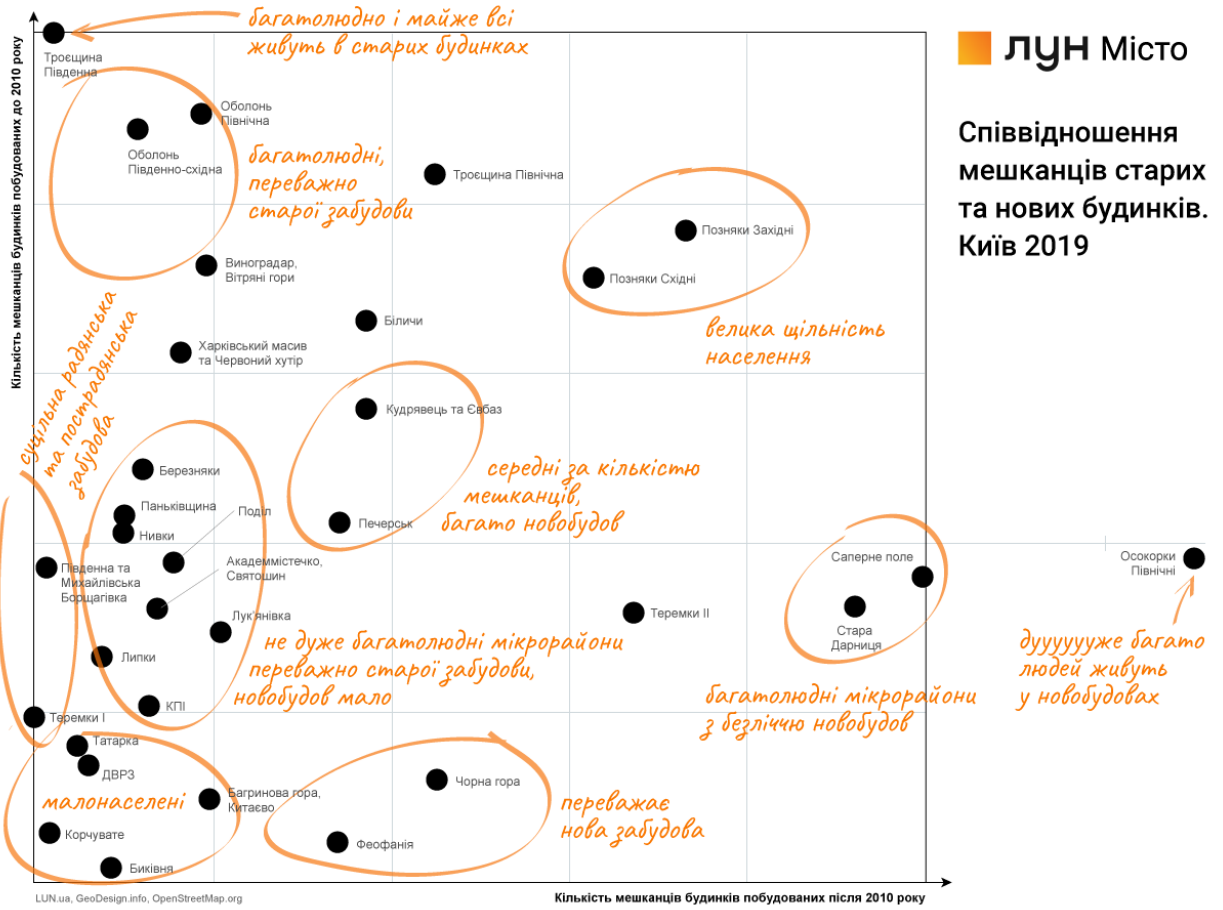 багатолюдно і майже всі
живуть в старих будинках
Троєщина
Південна
ЛУН Місто
Співвідношення
мешканців старих
та нових будинків.
Київ 2019
Кількість мешканців будинків побудованих до 2010 року
Оболонь
Північна
Оболонь
Південно-східна
багатолюдні,
переважно
старої забудови
Троєщина Північна
Позняки Західні
Позняки Східні
велика щільність
населення
Виноградар,
Вітряні гори
Біличи
Харківський масив
та Червоний хутір
суцільна радянська
та пострадянська
забудова
Кудрявець та Євбаз
Печерськ
середні за кількістю
мешканців,
багато новобудов
Березняки
Паньківщина
Нивки
Поділ
Академмістечко,
Святошин
Південна та
Михайлівська
Борщагівка
Лук'янівка
Липки
КПІ
не дуже багатолюдні мікрорайони
переважно старої забудови,
новобудов мало
Теремки II
Саперне поле
Стара
Дарниця
багатолюдні мікрорайони
з безліччю новобудов
Осокорки
Північні
дууууууже багато
людей живуть
у новобудовах
Теремки I
Татарка
ДВРЗ
малонаселені
Багринова гора,
Китаєво
Корчувате
Биківня
Чорна гора
Феофанія
переважає
нова забудова
LUN.ua, GeoDesign.info, OpenStreetMap.org
Кількість мешканців будинків побудованих після 2010 року